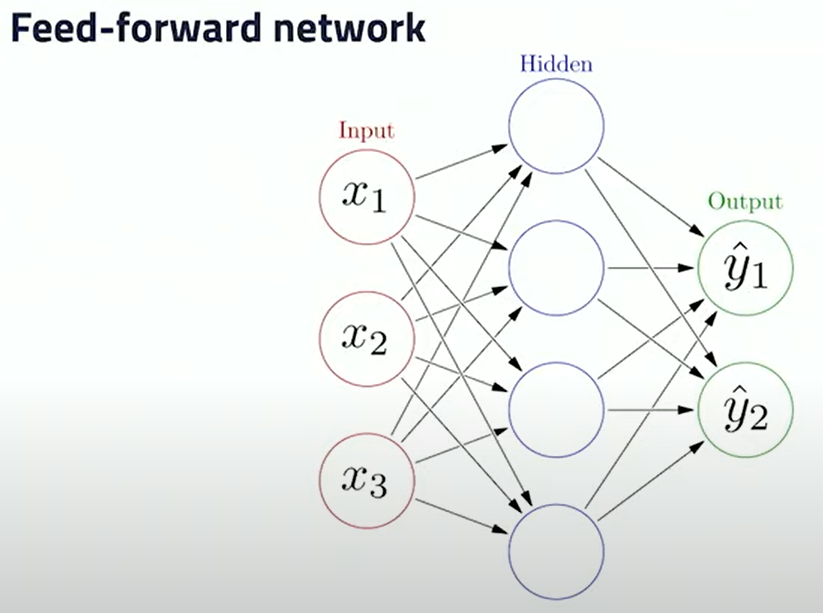 Feed-forward network
Hidden
Input
x₁
Output
ŷ₁
x₂
ŷ₂
x₃